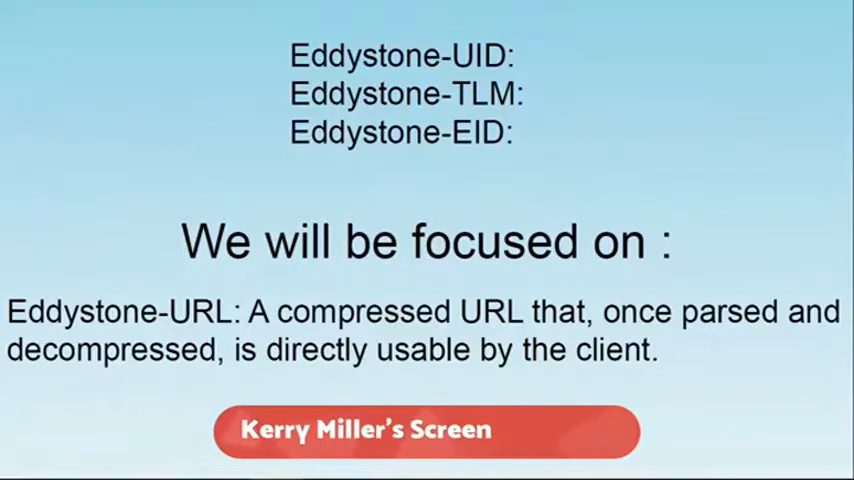 Eddystone-UID:
Eddystone-TLM:
Eddystone-EID:
We will be focused on :
Eddystone-URL: A compressed URL that, once parsed and
decompressed, is directly usable by the client.
Kerry Miller's Screen